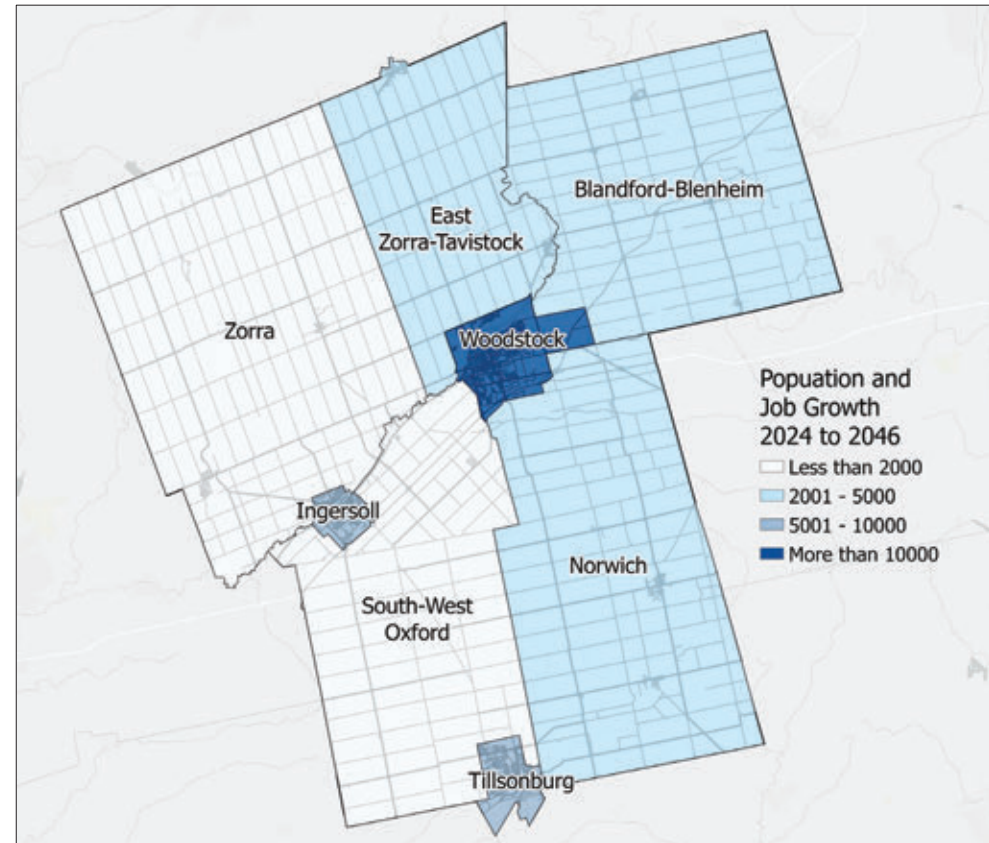 Blandford-Blenheim
East
Zorra-Tavistock
Zorra
Woodstock
Popuation and
Job Growth
2024 to 2046
Less than 2000
2001 - 5000
5001 - 10000
More than 10000
Ingersoll
Norwich
South-West
Oxford
Tillsonburg